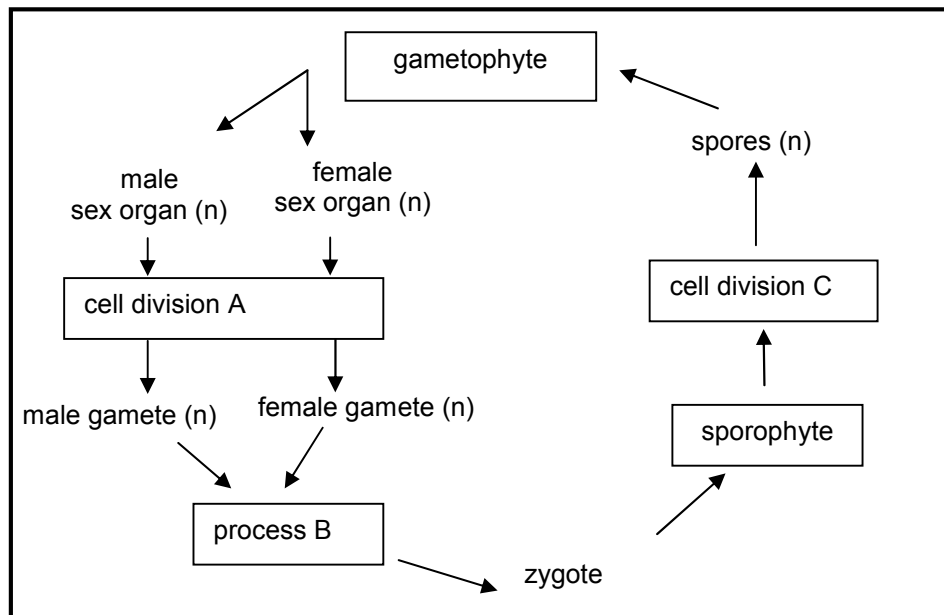 gametophyte
spores (n)
male
sex organ (n)
female
sex organ (n)
cell division A
cell division C
male gamete (n)
female gamete (n)
sporophyte
process B
zygote